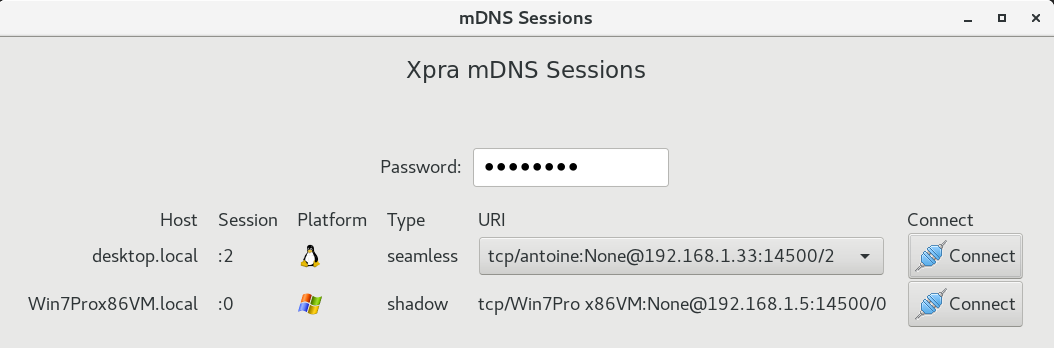 mDNS Sessions
Xpra mDNS Sessions
Password: ●●●●●●●●
Host Session Platform Type URI Connect
desktop.local :2 seamless tcp/antoine:None@192.168.1.33:14500/2 Connect
Win7Prox86VM.local :0 shadow tcp/Win7Pro x86VM:None@192.168.1.5:14500/0 Connect